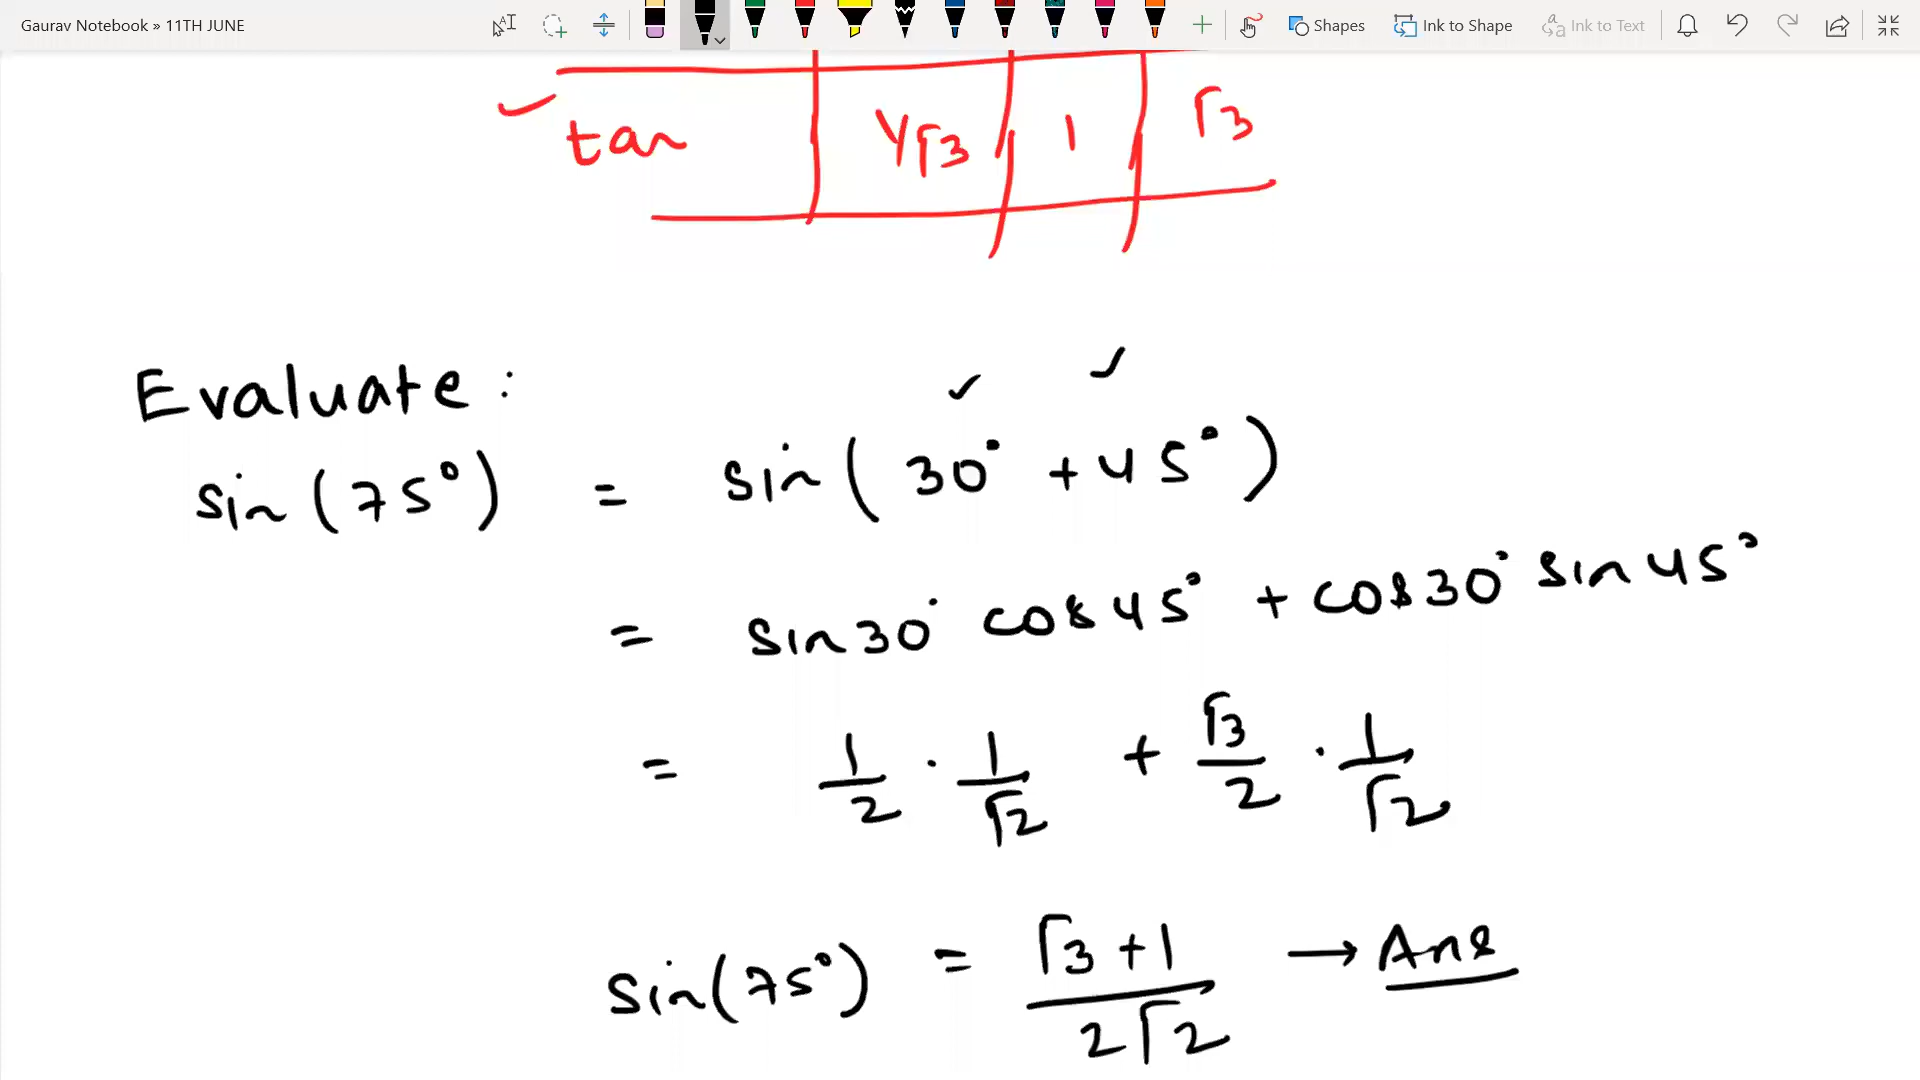 Gaurav Notebook » 11TH JUNE Shapes Ink to Shape Ink to Text
tan 1/√3 1 √3
Evaluate:
sin(75°) = sin(30° + 45°)
= sin30° cos45° + cos30° sin45°
= 1/2 · 1/√2 + √3/2 · 1/√2
sin(75°) = √3+1/2√2 → Ans